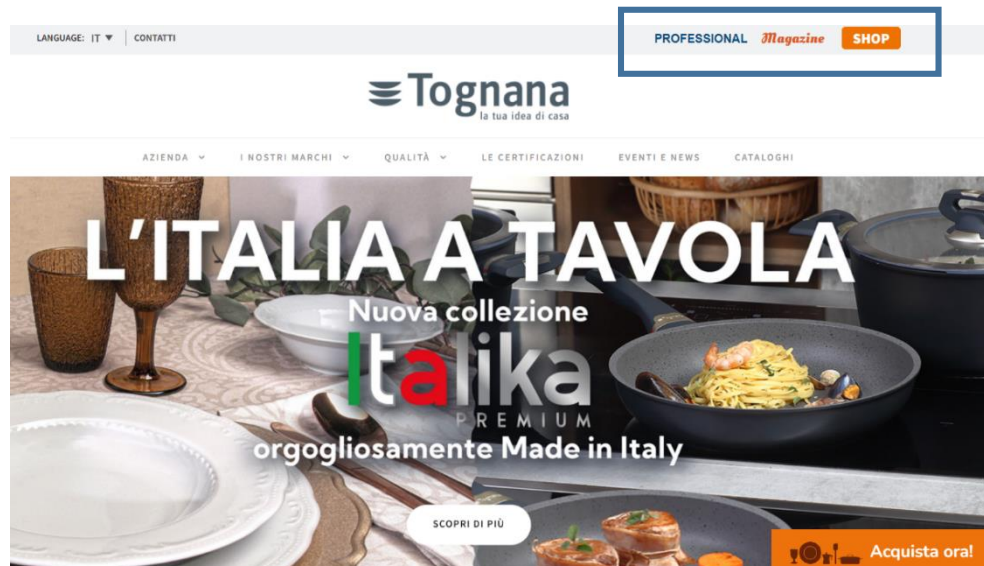 LANGUAGE: IT ▼ CONTATTI PROFESSIONAL Magazine SHOP
Tognana
la tua idea di casa
AZIENDA I NOSTRI MARCHI QUALITÀ LE CERTIFICAZIONI EVENTI E NEWS CATALOGHI
L'ITALIA A TAVOLA
Nuova collezione
Italika
PREMIUM
orgogliosamente Made in Italy
SCOPRI DI PIÙ
Acquista ora!